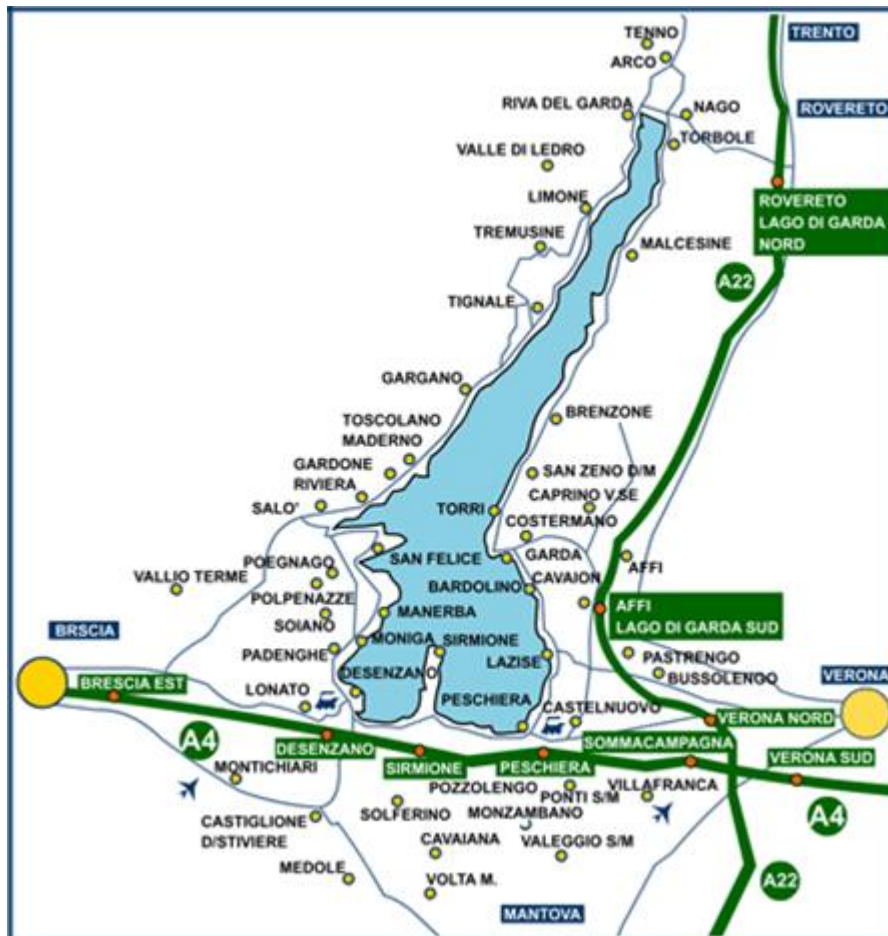 TENNO
TRENTO
ARCO
RIVA DEL GARDA
NAGO
ROVERETO
TORBOLE
VALLE DI LEDRO
LIMONE
ROVERETO
LAGO DI GARDA
NORD
TREMUSINE
MALCESINE
A22
TIGNALE
GARGANO
BRENZONE
TOSCOLANO
MADERNO
GARDONE
RIVIERA
SAN ZENO D/M
CAPRINO V.SE
SALO'
TORRI
COSTERMANO
POEGNAGO
SAN FELICE
GARDA
AFFI
VALLIO TERME
BARDOLINO
CAVAION
POLPENAZZE
SOIANO
MANERBA
AFFI
LAGO DI GARDA SUD
BRSCIA
MONIGA
SIRMIONE
PADENGHE
LAZISE
PASTRENGO
BUSSOLENGO
VERONA
BRESCIA EST
LONATO
DESENZANO
PESCHIERA
CASTELNUOVO
VERONA NORD
A4
DESENZANO
SOMMACAMPAGNA
VERONA SUD
SIRMIONE
PESCHIERA
MONTICHIARI
POZZOLENGO
PONTI S/M
VILLAFRANCA
SOLFERINO
MONZAMBANO
A4
CASTIGLIONE
D/STIVIERE
CAVAIANA
VALEGGIO S/M
MEDOLE
VOLTA M.
A22
MANTOVA